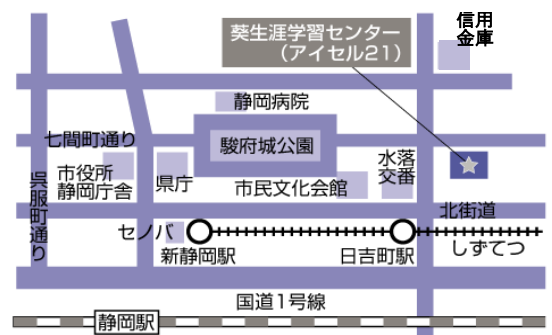 信用
金庫
葵生涯学習センター
(アイセル21)
静岡病院
七間町通り
駿府城公園
水落
交番
市役所
静岡庁舎
県庁
市民文化会館
呉服町通り
北街道
セノバ
新静岡駅
日吉町駅
しずてつ
国道1号線
静岡駅